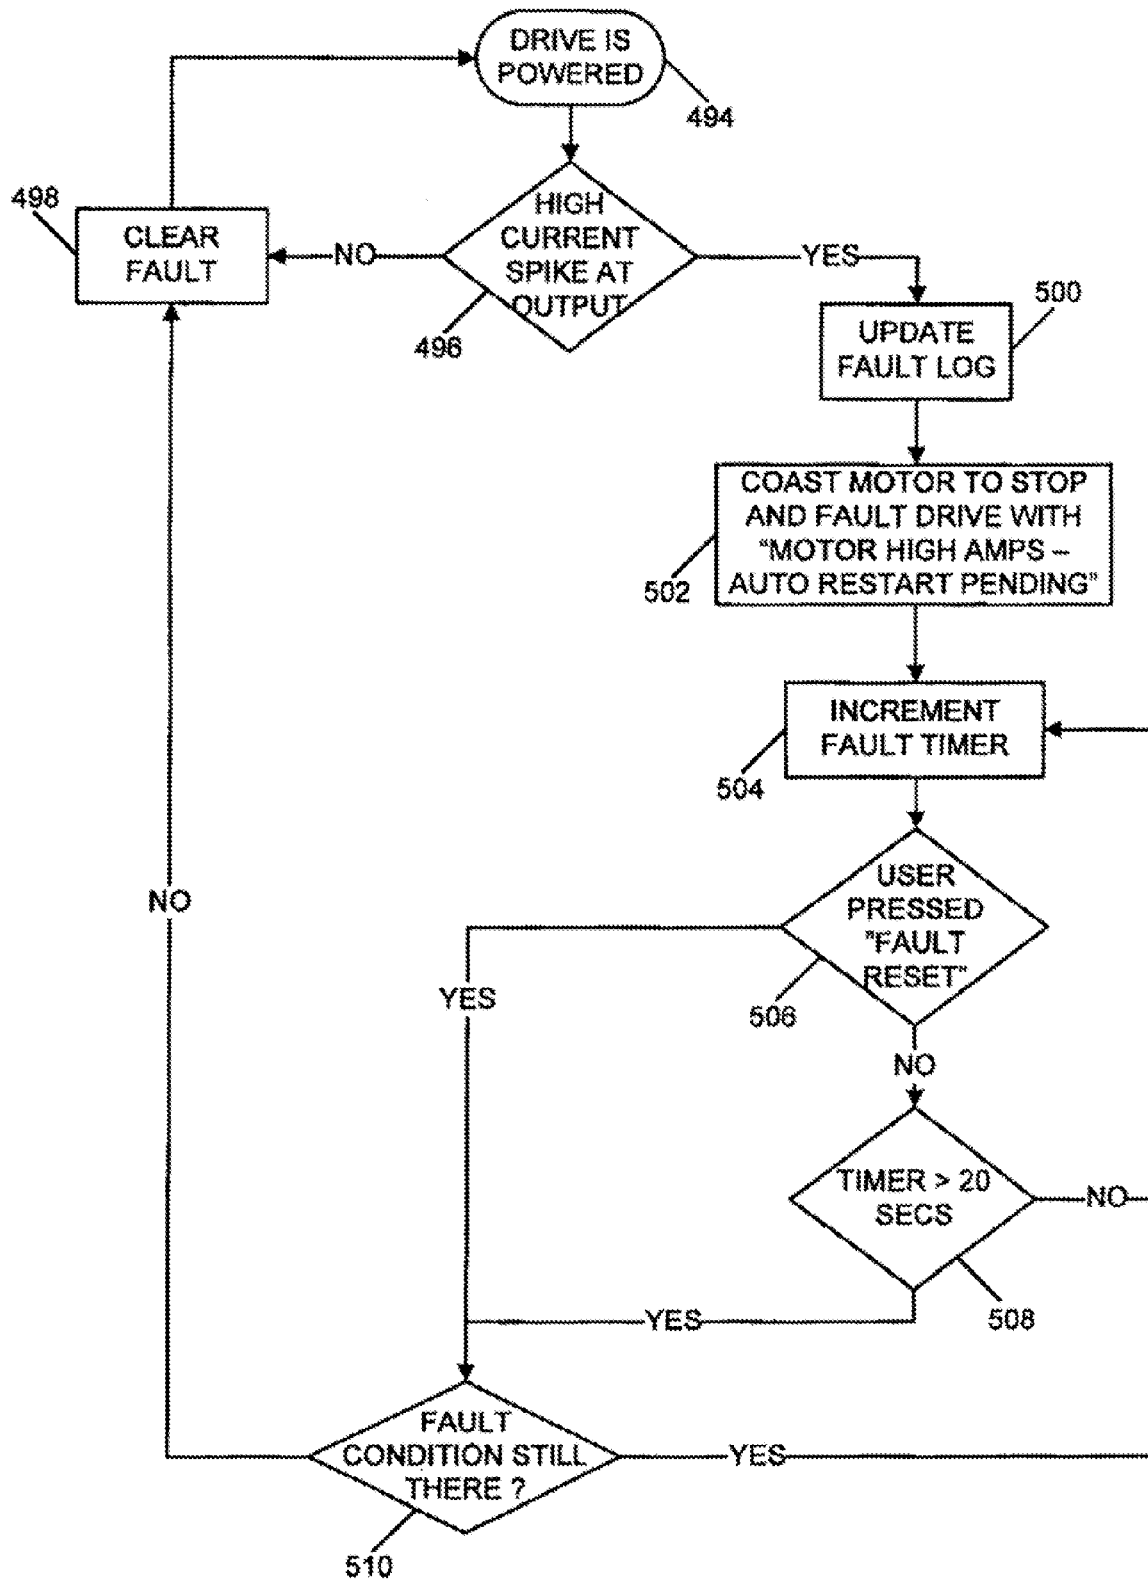 DRIVE IS
POWERED
494
HIGH
CURRENT
SPIKE AT
OUTPUT
496
NO
498
CLEAR
FAULT
YES
500
UPDATE
FAULT LOG
COAST MOTOR TO STOP
AND FAULT DRIVE WITH
"MOTOR HIGH AMPS –
AUTO RESTART PENDING"
502
INCREMENT
FAULT TIMER
504
USER
PRESSED
"FAULT
RESET"
506
YES
NO
NO
TIMER > 20
SECS
NO
508
YES
FAULT
CONDITION STILL
THERE ?
YES
510